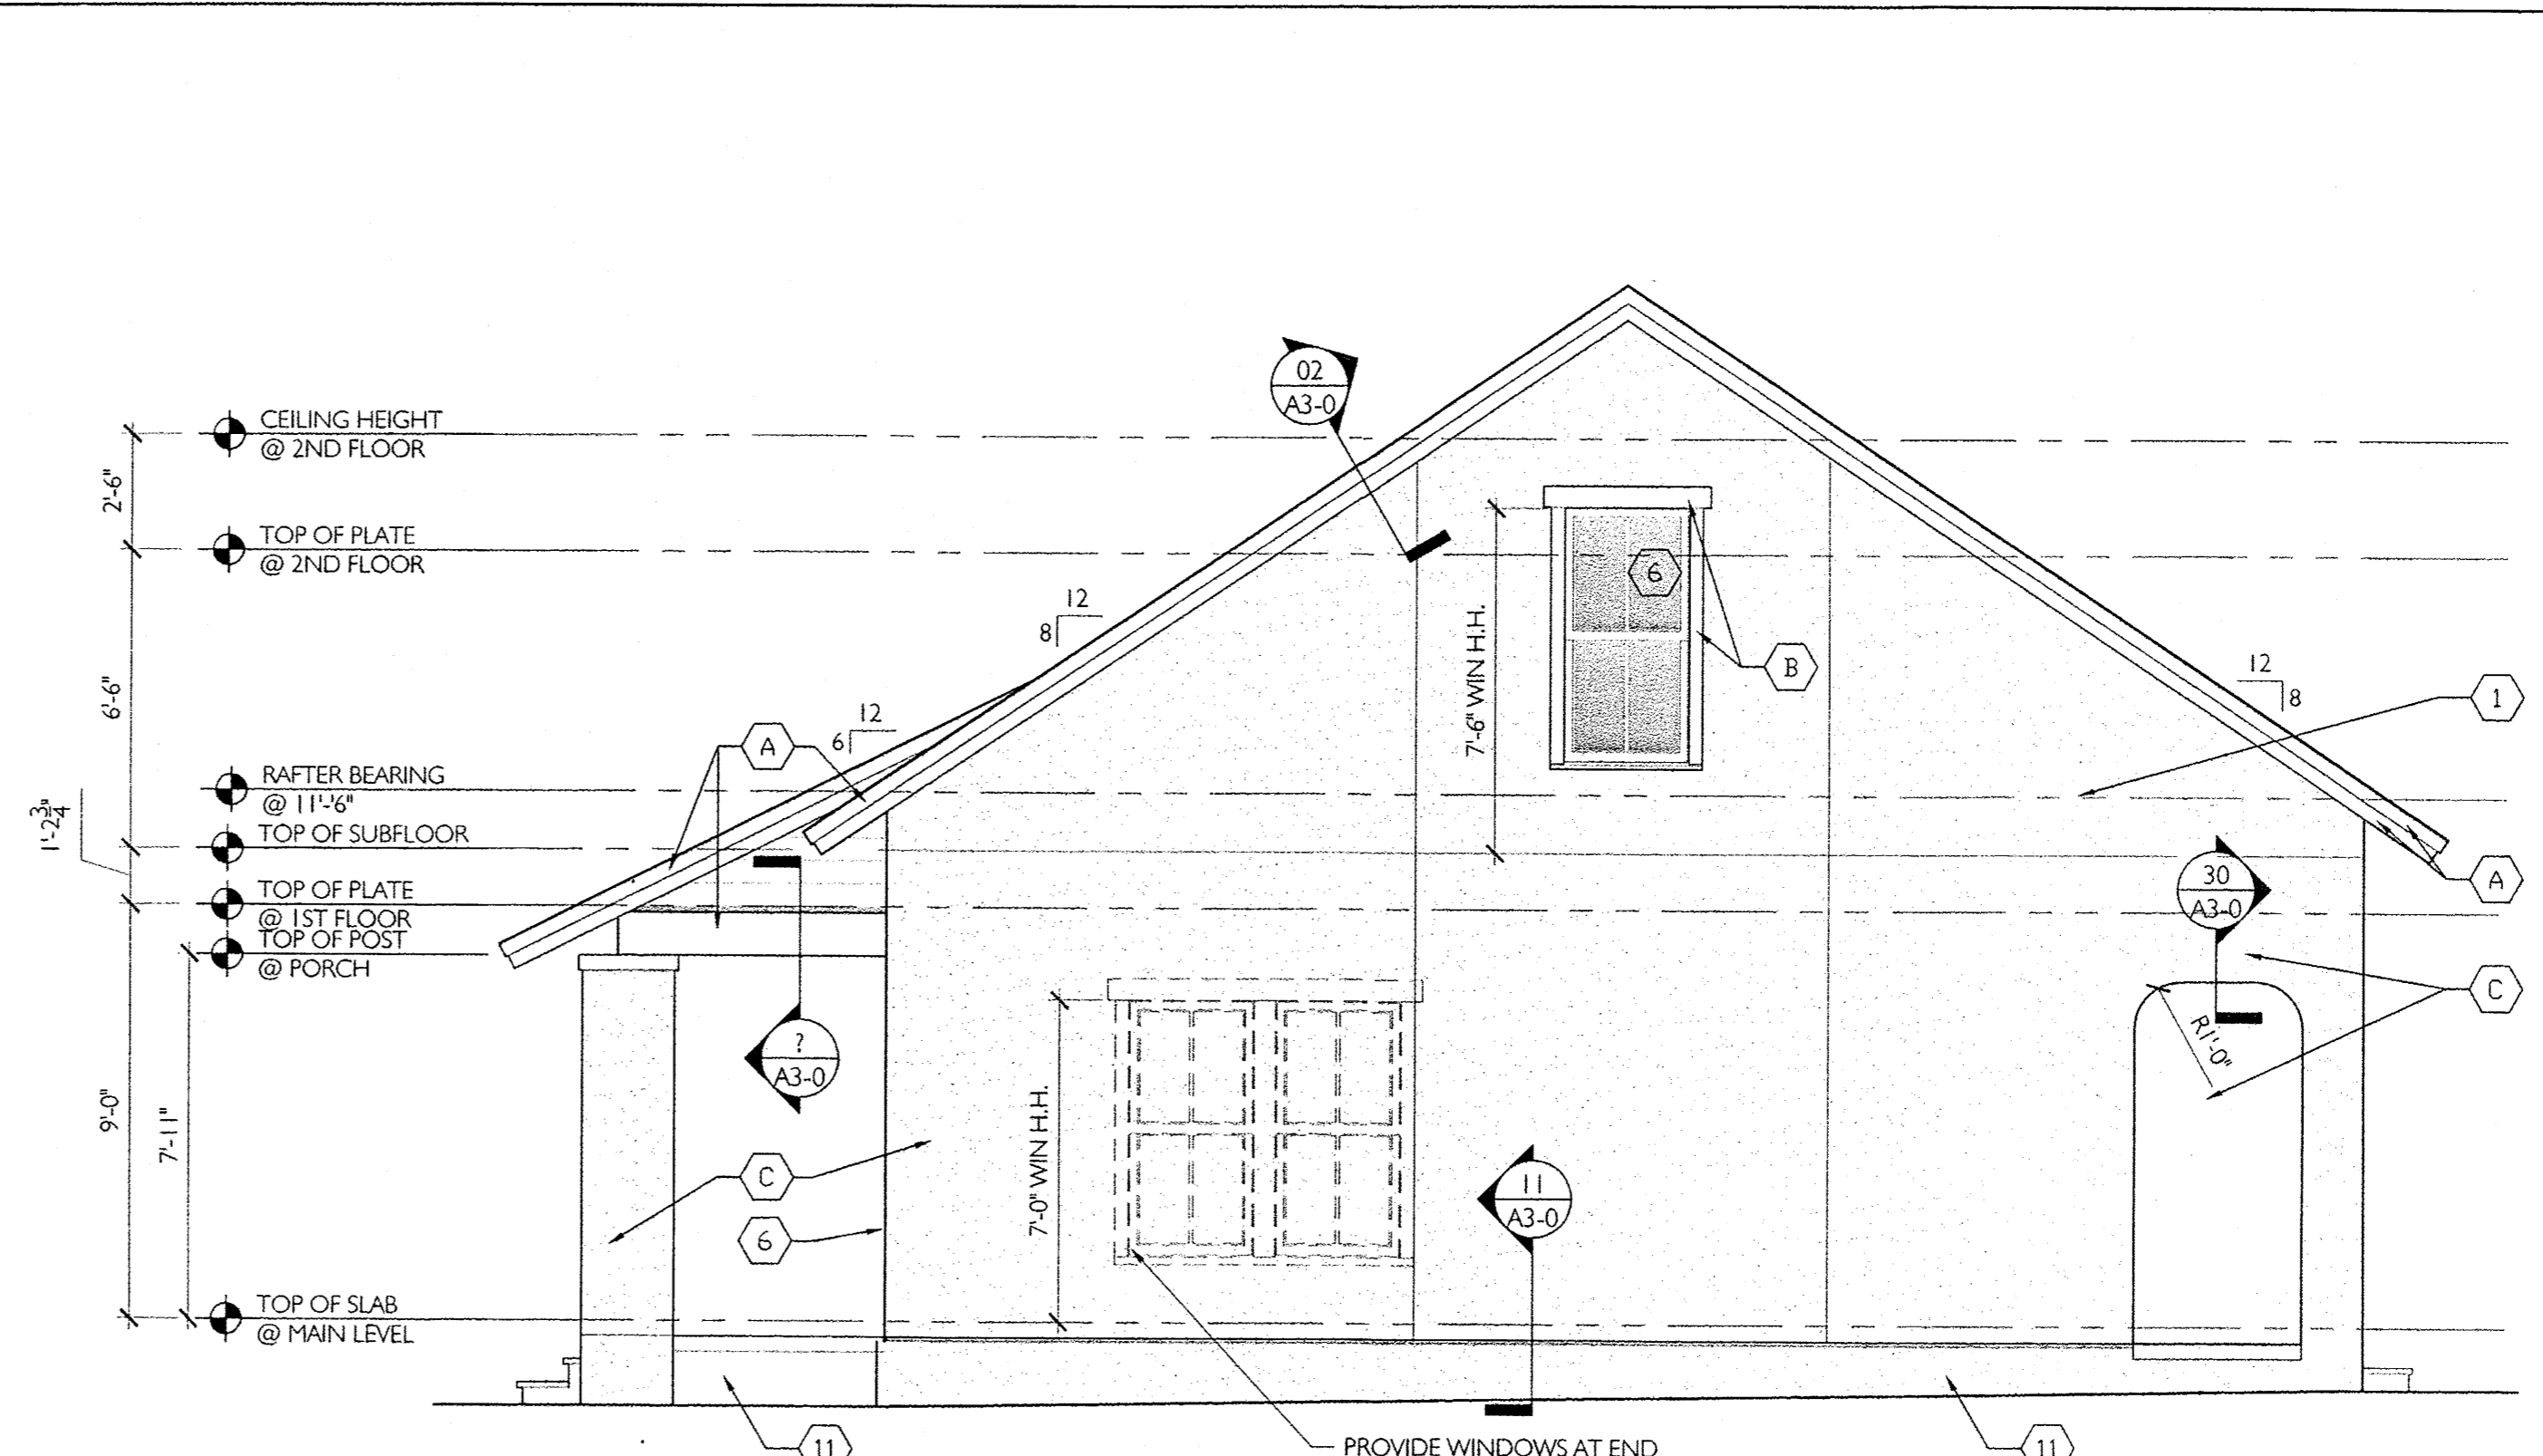 CEILING HEIGHT
@ 2ND FLOOR
2'-6"
TOP OF PLATE
@ 2ND FLOOR
6'-6"
RAFTER BEARING
@ 11'-'6"
TOP OF SUBFLOOR
1'-2 3/4"
TOP OF PLATE
@ 1ST FLOOR
TOP OF POST
@ PORCH
9'-0"
7'-11"
TOP OF SLAB
@ MAIN LEVEL
02
A3-0
12
8
12
6
A
6
B
7'-6" WIN H.H.
12
8
1
A
30
A3-0
C
R1'-0"
?
A3-0
C
6
7'-0" WIN H.H.
11
A3-0
11
PROVIDE WINDOWS AT END
11